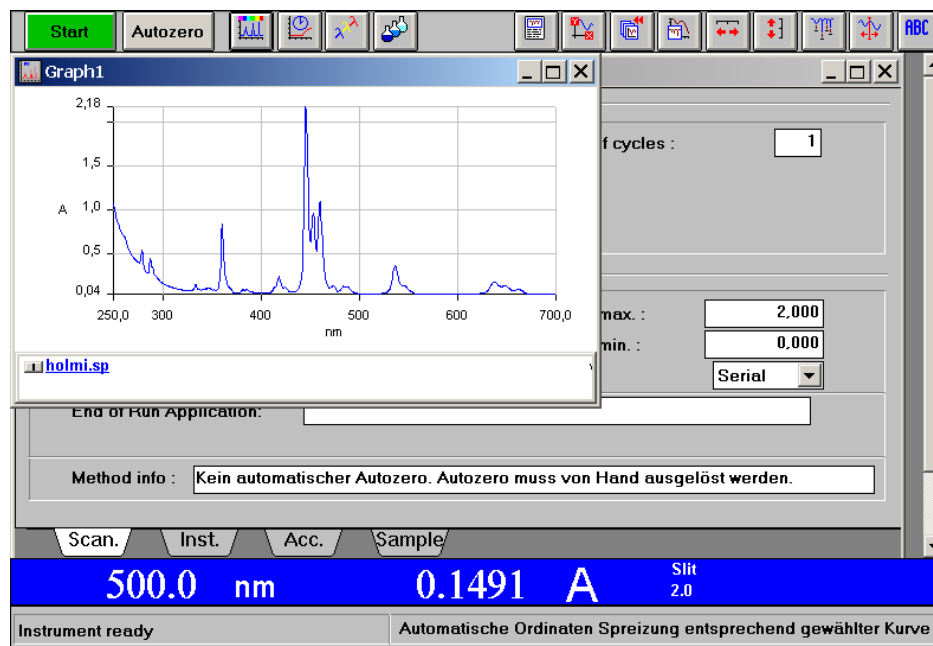 Start Autozero ABC
Graph1
2,18
1,5
A 1,0
0,5
0,04
250,0 300 400 500 600 700,0
nm
holmi.sp
f cycles : 1
max. : 2,000
min. : 0,000
Serial
End of Run Application:
Method info : Kein automatischer Autozero. Autozero muss von Hand ausgelöst werden.
Scan. Inst. Acc. Sample
500.0 nm 0.1491 A Slit
2.0
Instrument ready Automatische Ordinaten Spreizung entsprechend gewählter Kurve